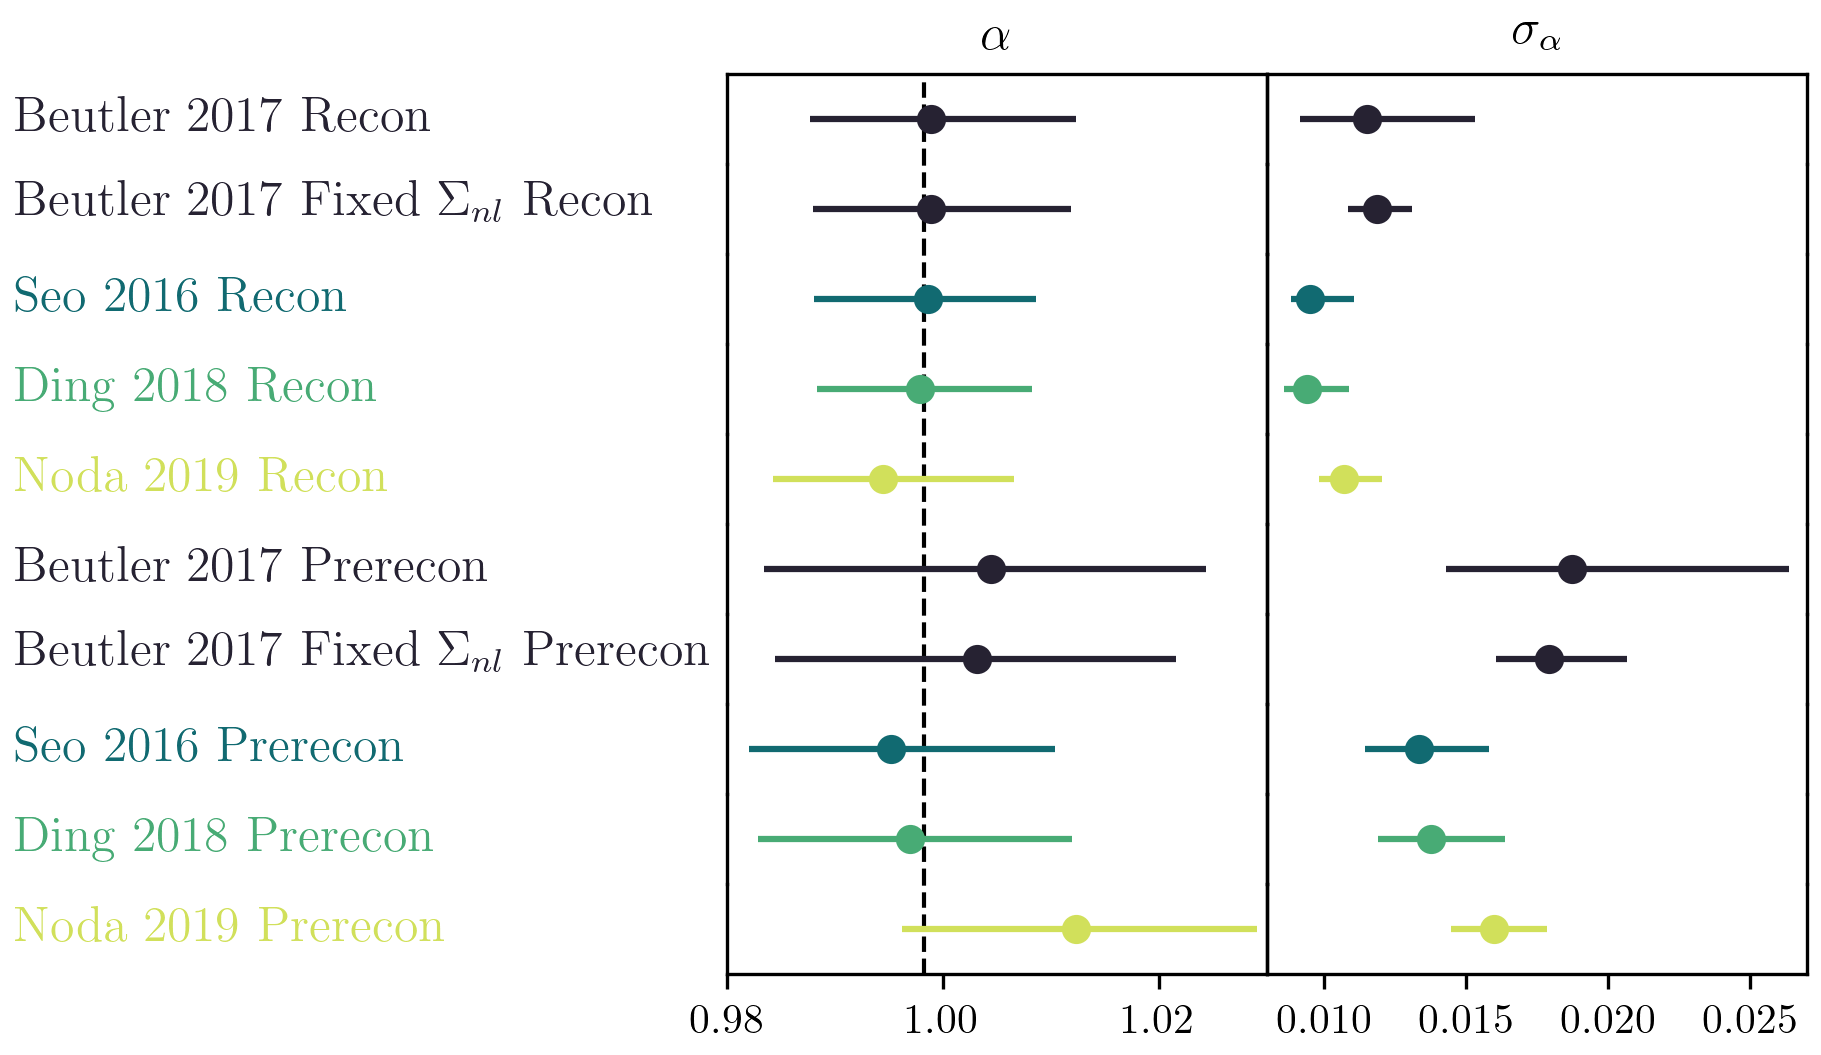 α σ_α
Beutler 2017 Recon
Beutler 2017 Fixed Σ_nl Recon
Seo 2016 Recon
Ding 2018 Recon
Noda 2019 Recon
Beutler 2017 Prerecon
Beutler 2017 Fixed Σ_nl Prerecon
Seo 2016 Prerecon
Ding 2018 Prerecon
Noda 2019 Prerecon
0.98 1.00 1.02 0.010 0.015 0.020 0.025